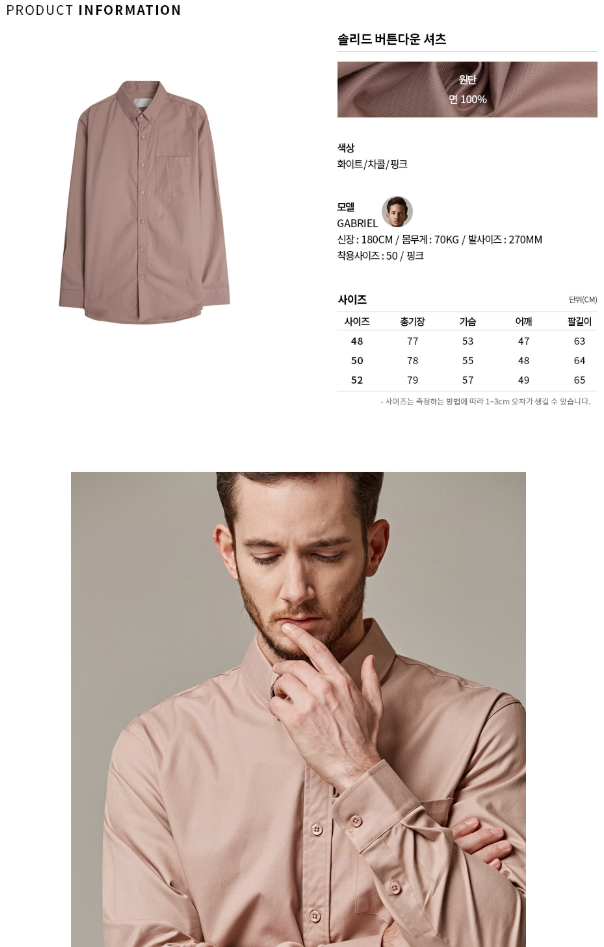 PRODUCT INFORMATION
솔리드 버튼다운 셔츠
원단
면 100%
색상
화이트/차콜/핑크
모델
GABRIEL
신장 : 180CM / 몸무게 : 70KG / 발사이즈 : 270MM
착용사이즈 : 50 / 핑크
사이즈 단위(CM)
사이즈 총기장 가슴 어깨 팔길이
48 77 53 47 63
50 78 55 48 64
52 79 57 49 65
- 사이즈는 측정하는 방법에 따라 1~3cm 오차가 생길 수 있습니다.